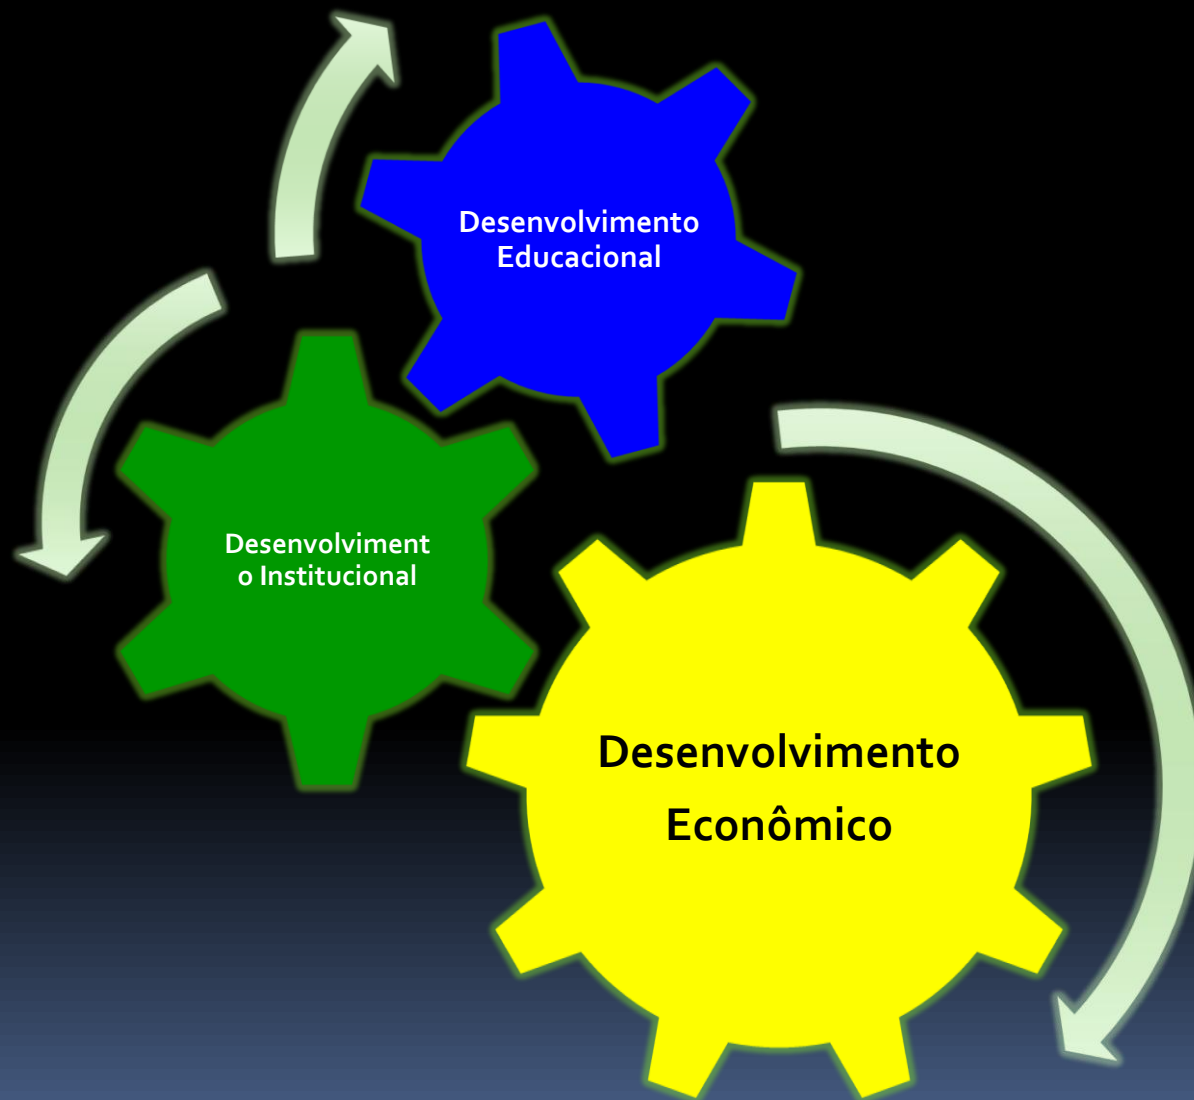 Desenvolvimento
Educacional
Desenvolviment
o Institucional
Desenvolvimento
Econômico